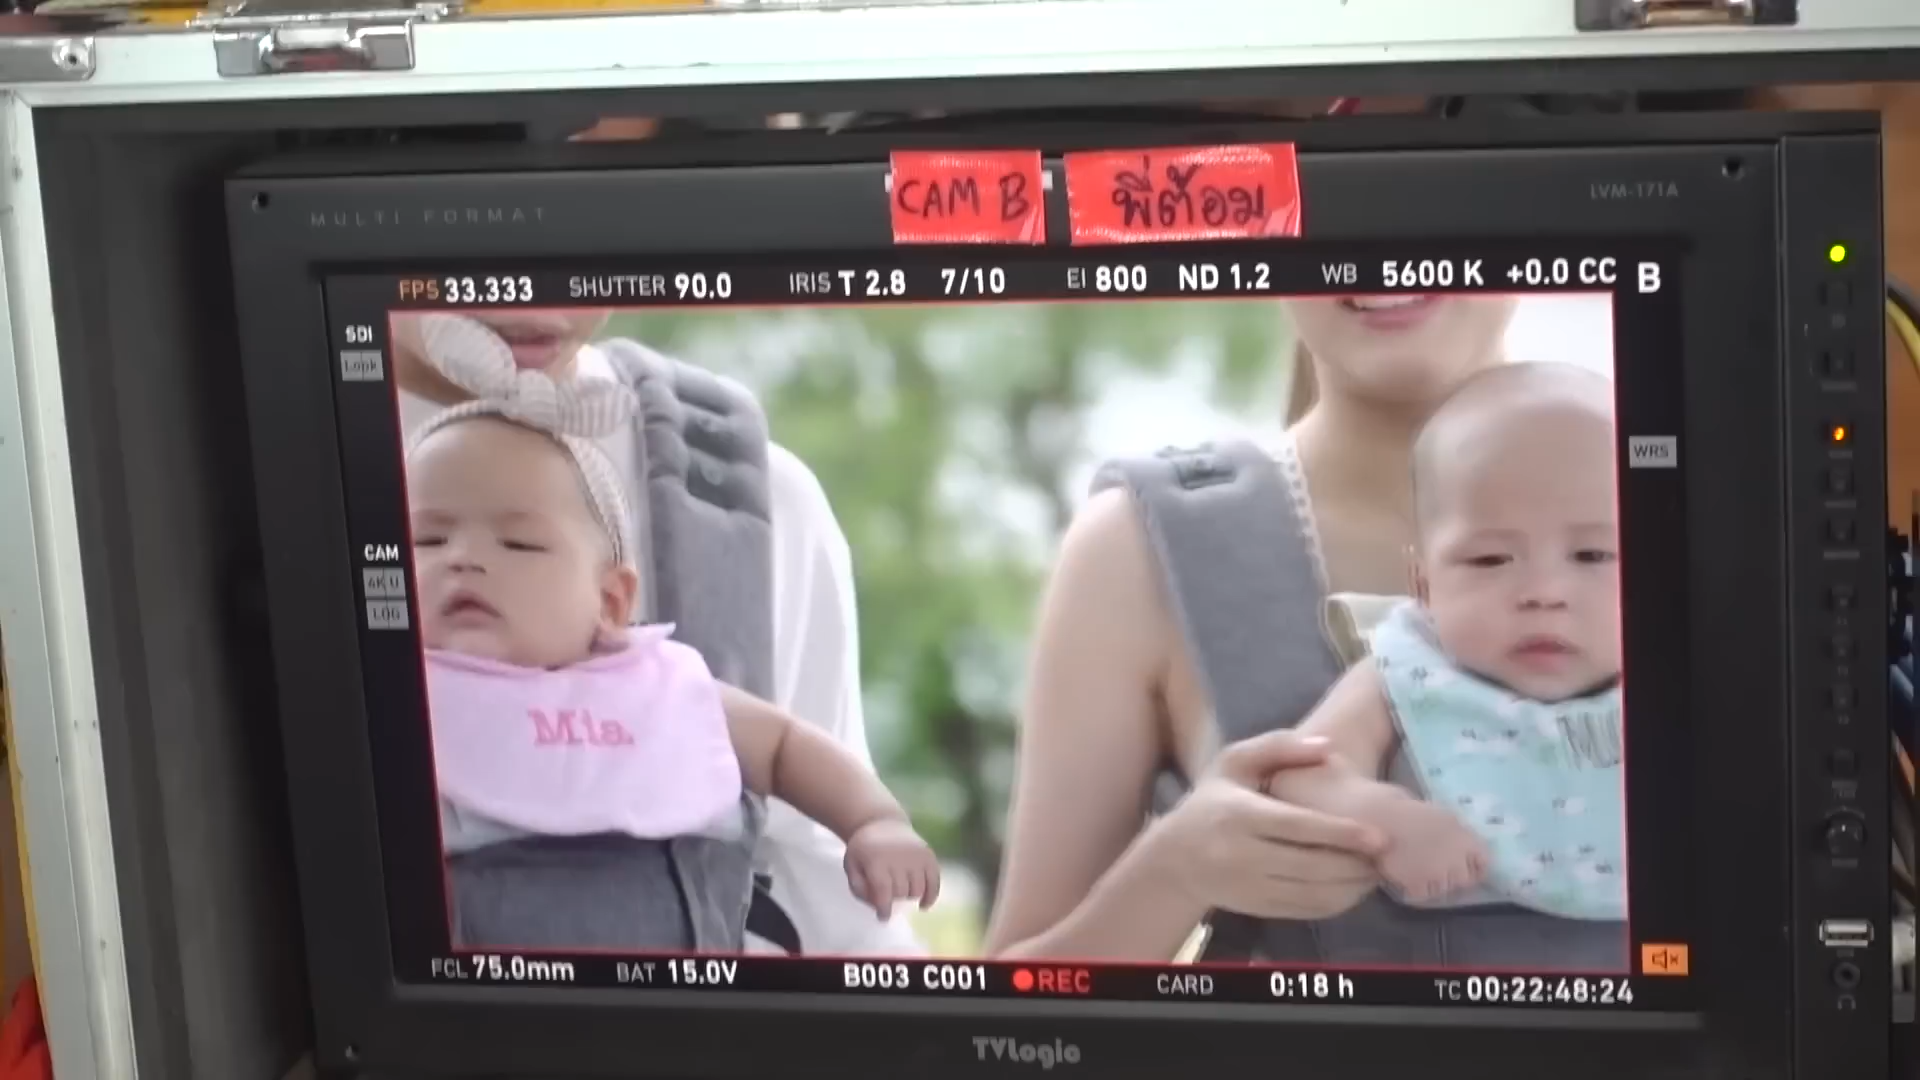 CAM B
พี่ต้อม
MULTI FORMAT
LVM-171A
FPS 33.333 SHUTTER 90.0 IRIS T 2.8 7/10 EI 800 ND 1.2 WB 5600 K +0.0 CC B
SDI
Look
WRS
CAM
4K U
LOG
Mia
FCL 75.0mm BAT 15.0V B003 C001 REC CARD 0:18 h TC 00:22:48:24
TVLogic